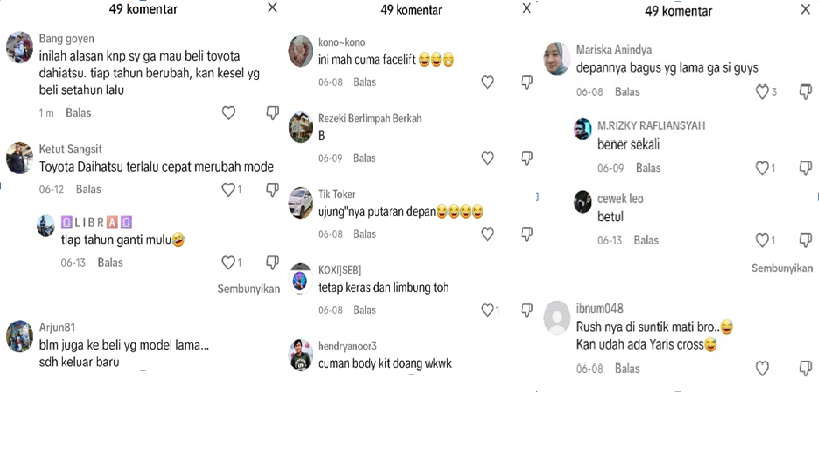 49 komentar
Bang goyen
inilah alasan knp sy ga mau beli toyota
dahiatsu. tiap tahun berubah, kan kesel yg
beli setahun lalu
1 m Balas
Ketut Sangsit
Toyota Daihatsu terlalu cepat merubah mode
06-12 Balas 1
LIBRA
tiap tahun ganti mulu🤣
06-13 Balas 1
Sembunyikan
Arjun81
blm juga ke beli yg model lama...
sdh keluar baru
49 komentar
kono~kono
ini mah cuma facelift 😂😂🤭
06-08 Balas
Rezeki Berlimpah Berkah
B
06-09 Balas
Tik Toker
ujung"nya putaran depan😂😂😂😂
06-08 Balas
KOXI]SEB]
tetap keras dan limbung toh
06-08 Balas 1
hendryanoor3
cuman body kit doang wkwk
49 komentar
Mariska Anindya
depannya bagus yg lama ga si guys
06-08 Balas 3
M.RIZKY RAFLIANSYAH
bener sekali
06-09 Balas 1
cewek leo
betul
06-13 Balas 1
Sembunyikan
ibnum048
Rush nya di suntik mati bro..😅
Kan udah ada Yaris cross😅
06-08 Balas